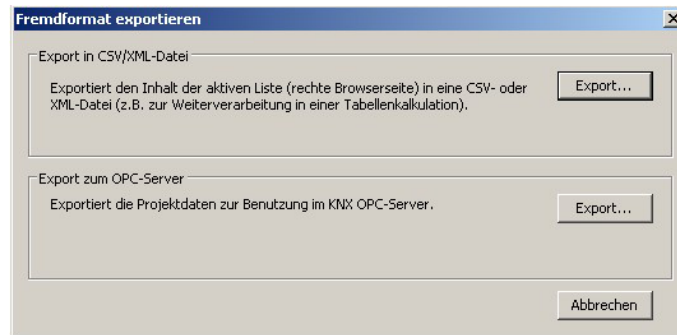 Fremdformat exportieren
Export in CSV/XML-Datei
Exportiert den Inhalt der aktiven Liste (rechte Browserseite) in eine CSV- oder
XML-Datei (z.B. zur Weiterverarbeitung in einer Tabellenkalkulation).
Export...
Export zum OPC-Server
Exportiert die Projektdaten zur Benutzung im KNX OPC-Server.
Export...
Abbrechen